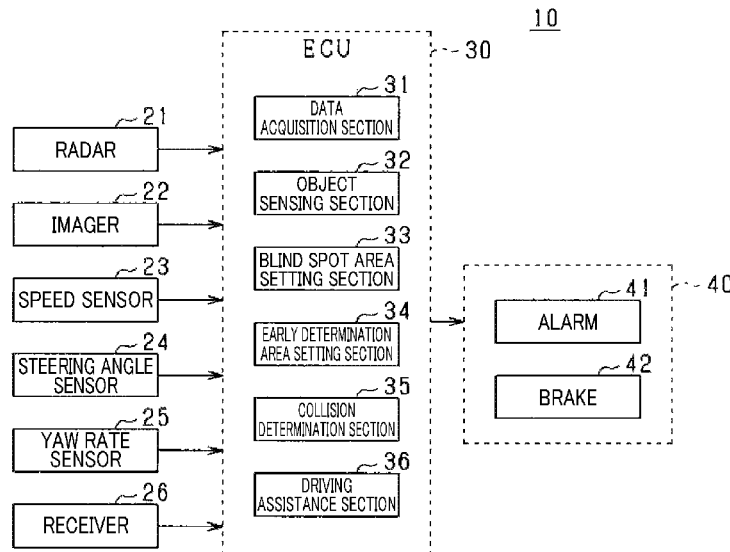 10
ECU
30
21
RADAR
22
IMAGER
23
SPEED SENSOR
24
STEERING ANGLE
SENSOR
25
YAW RATE
SENSOR
26
RECEIVER
31
DATA
ACQUISITION SECTION
32
OBJECT
SENSING SECTION
33
BLIND SPOT AREA
SETTING SECTION
34
EARLY DETERMINATION
AREA SETTING SECTION
35
COLLISION
DETERMINATION SECTION
36
DRIVING
ASSISTANCE SECTION
40
41
ALARM
42
BRAKE